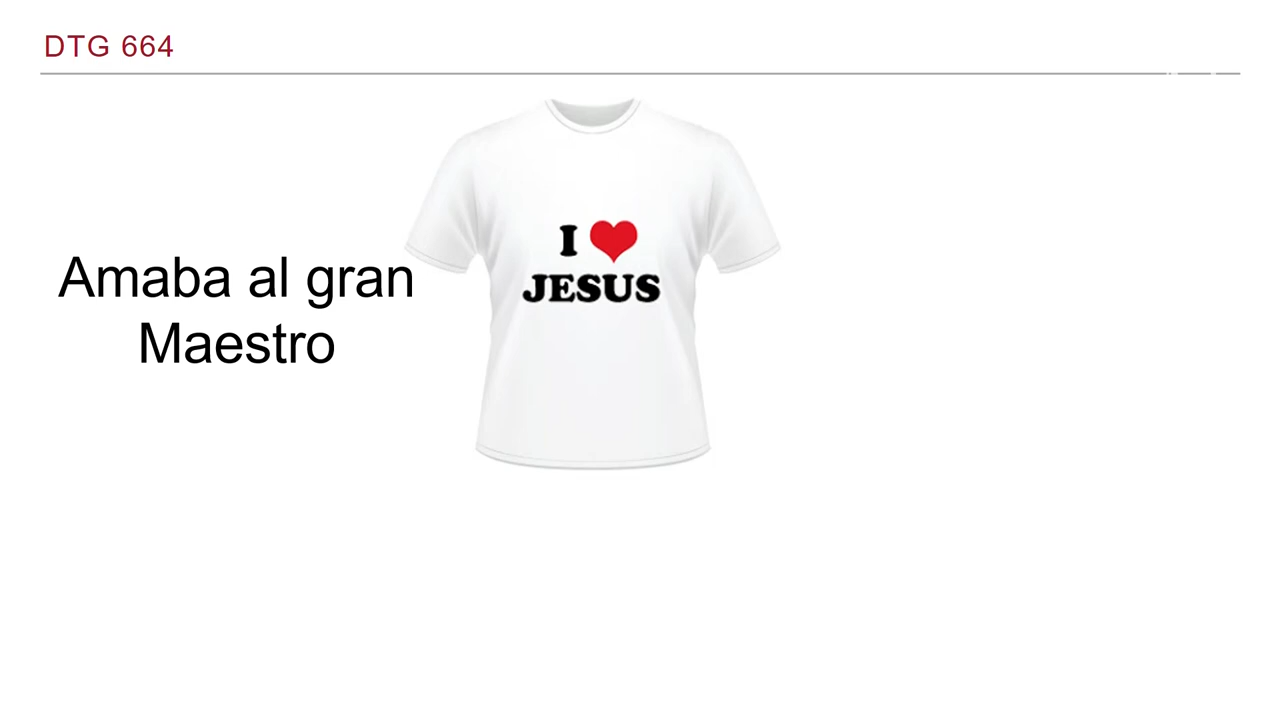 DTG 664
Amaba al gran
Maestro
I ❤
JESUS